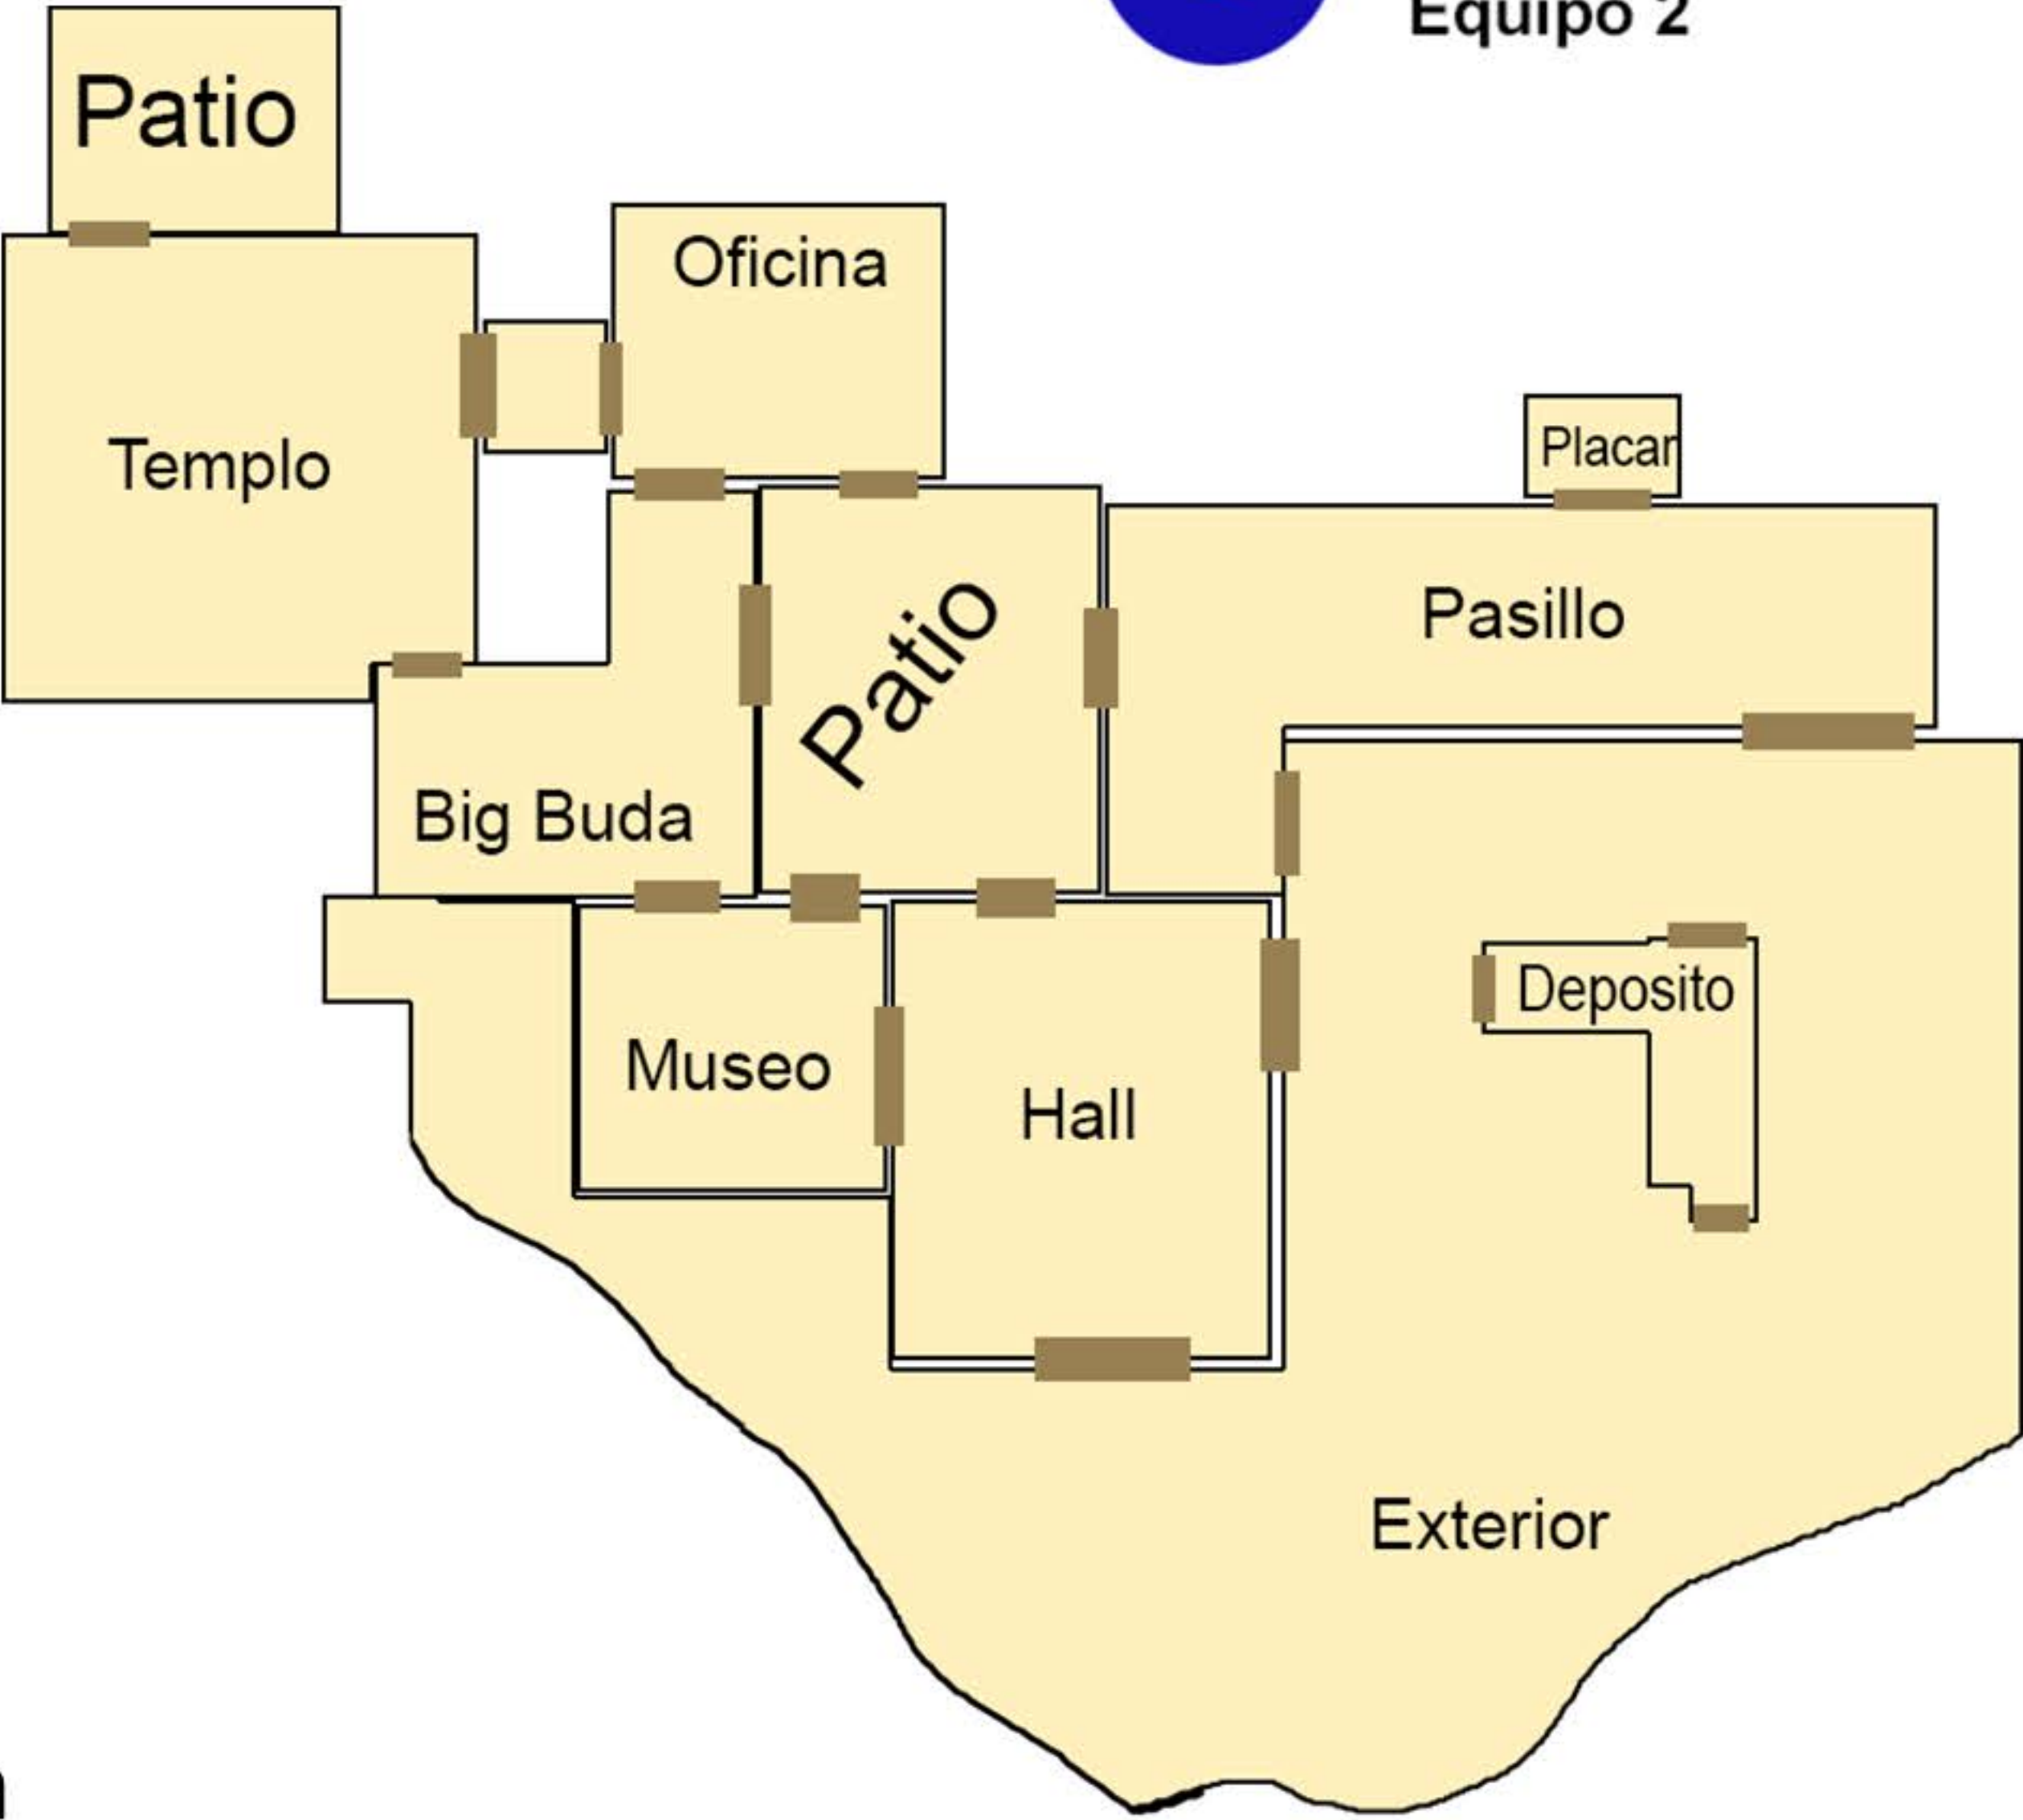 Equipo 2
Patio
Oficina
Templo
Placar
Pasillo
Patio
Big Buda
Deposito
Museo
Hall
Exterior